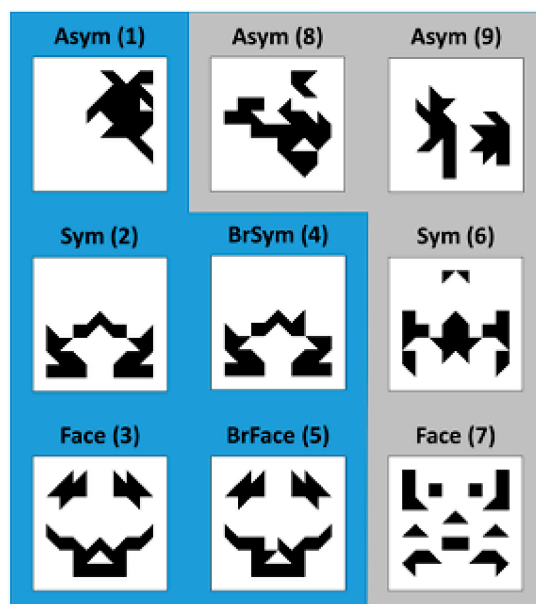 Asym (1) Asym (8) Asym (9)
Sym (2) BrSym (4) Sym (6)
Face (3) BrFace (5) Face (7)